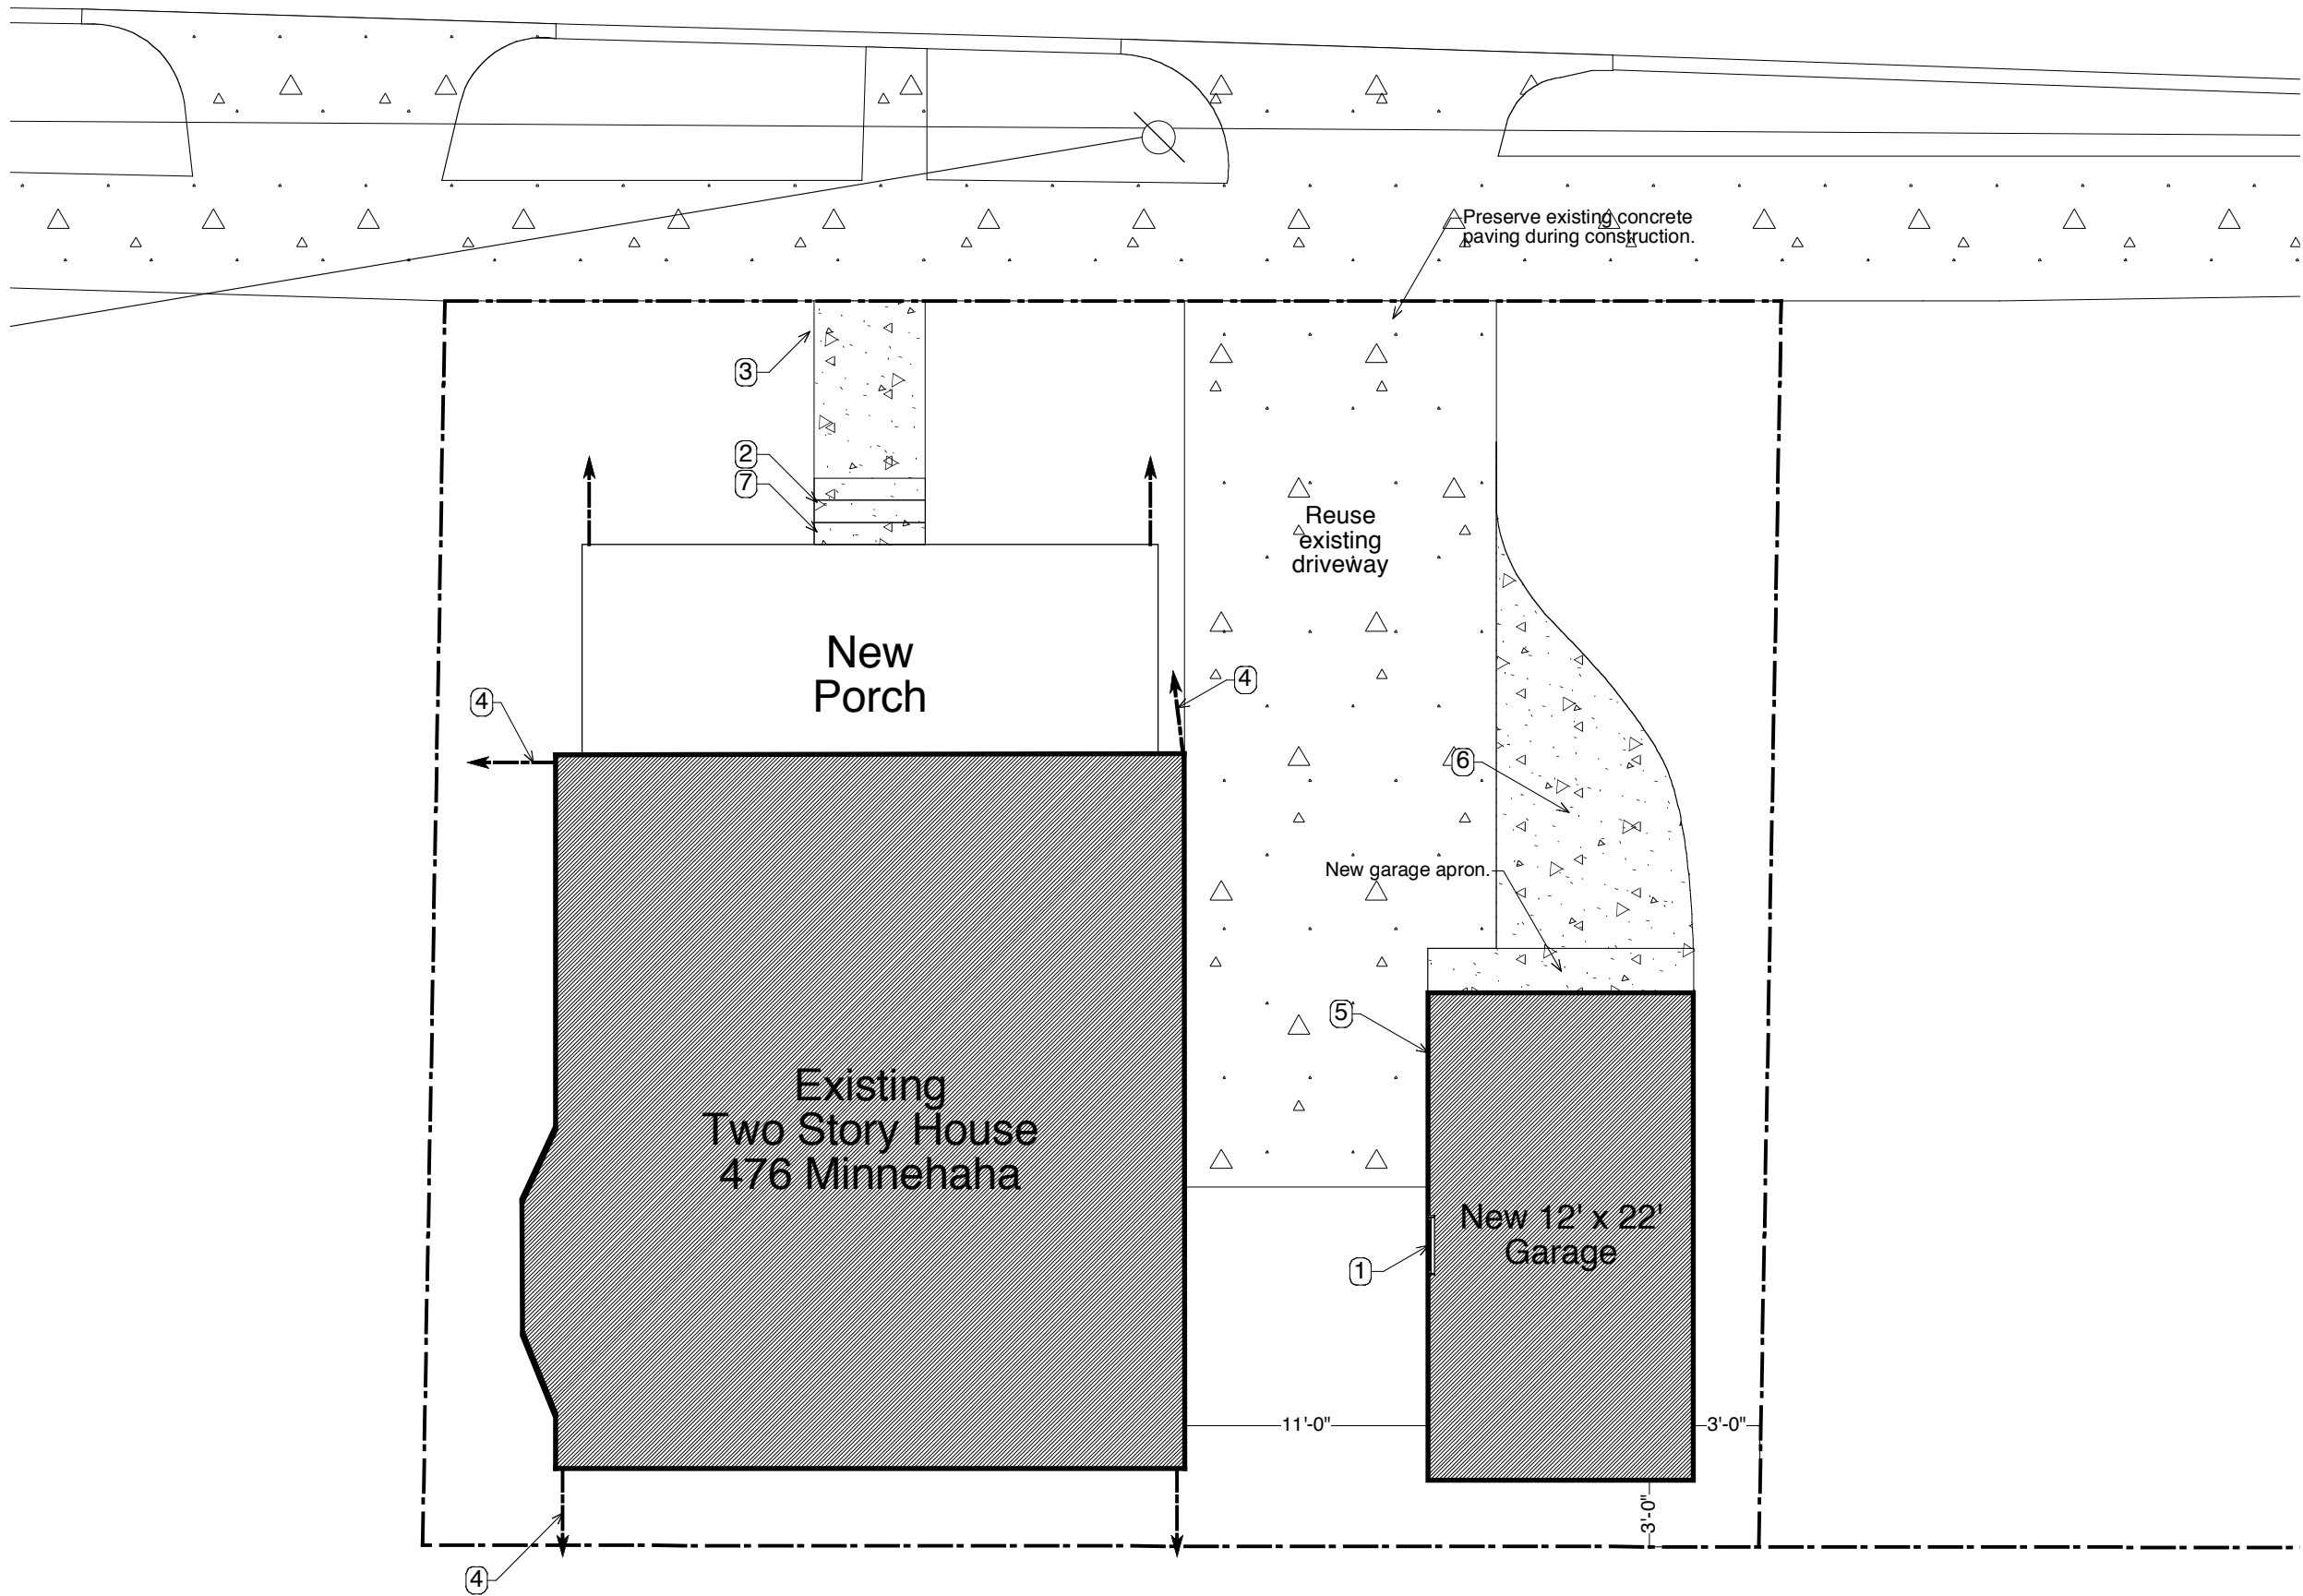 Preserve existing concrete
paving during construction.
3
2
7
Reuse
existing
driveway
New
Porch
4
4
6
New garage apron.
5
Existing
Two Story House
476 Minnehaha
New 12' x 22'
Garage
1
11'-0"
3'-0"
3'-0"
4